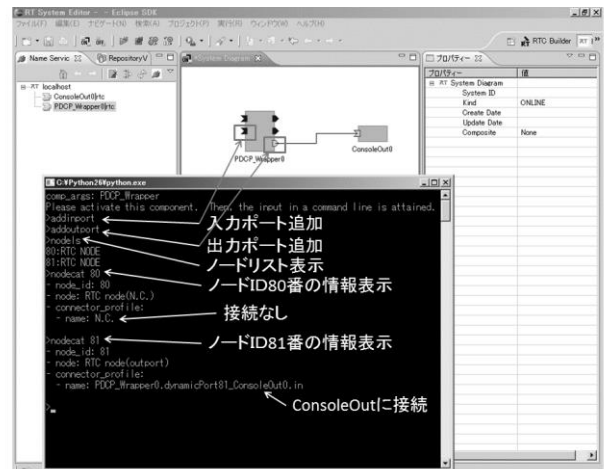 RT System Editor - - Eclipse SDK
ファイル(F) 編集(E) ナビゲート(N) 検索(A) プロジェクト(P) 実行(R) ウィンドウ(W) ヘルプ(H)
RTC Builder
Name Servic
RepositoryV
*System Diagram
プロパティー
RT localhost
ConsoleOut0|rtc
PDCP_Wrapper0|rtc
PDCP_Wrapper0
ConsoleOut0
プロパティー 値
RT System Diagram
System ID
Kind ONLINE
Create Date
Update Date
Composite None
C:¥Python26¥python.exe
comp_args: PDCP_Wrapper
Please activate this component. Then, the input in a command line is attained.
>addinport 入力ポート追加
>addoutport 出力ポート追加
>nodels ノードリスト表示
80:RTC NODE
81:RTC NODE
>nodecat 80 ノードID80番の情報表示
- node_id: 80
- node: RTC node(N.C.)
- connector_profile:
- name: N.C. 接続なし
>nodecat 81 ノードID81番の情報表示
- node_id: 81
- node: RTC node(outport)
- connector_profile:
- name: PDCP_Wrapper0.dynamicPort81_ConsoleOut0.in
ConsoleOutに接続
>